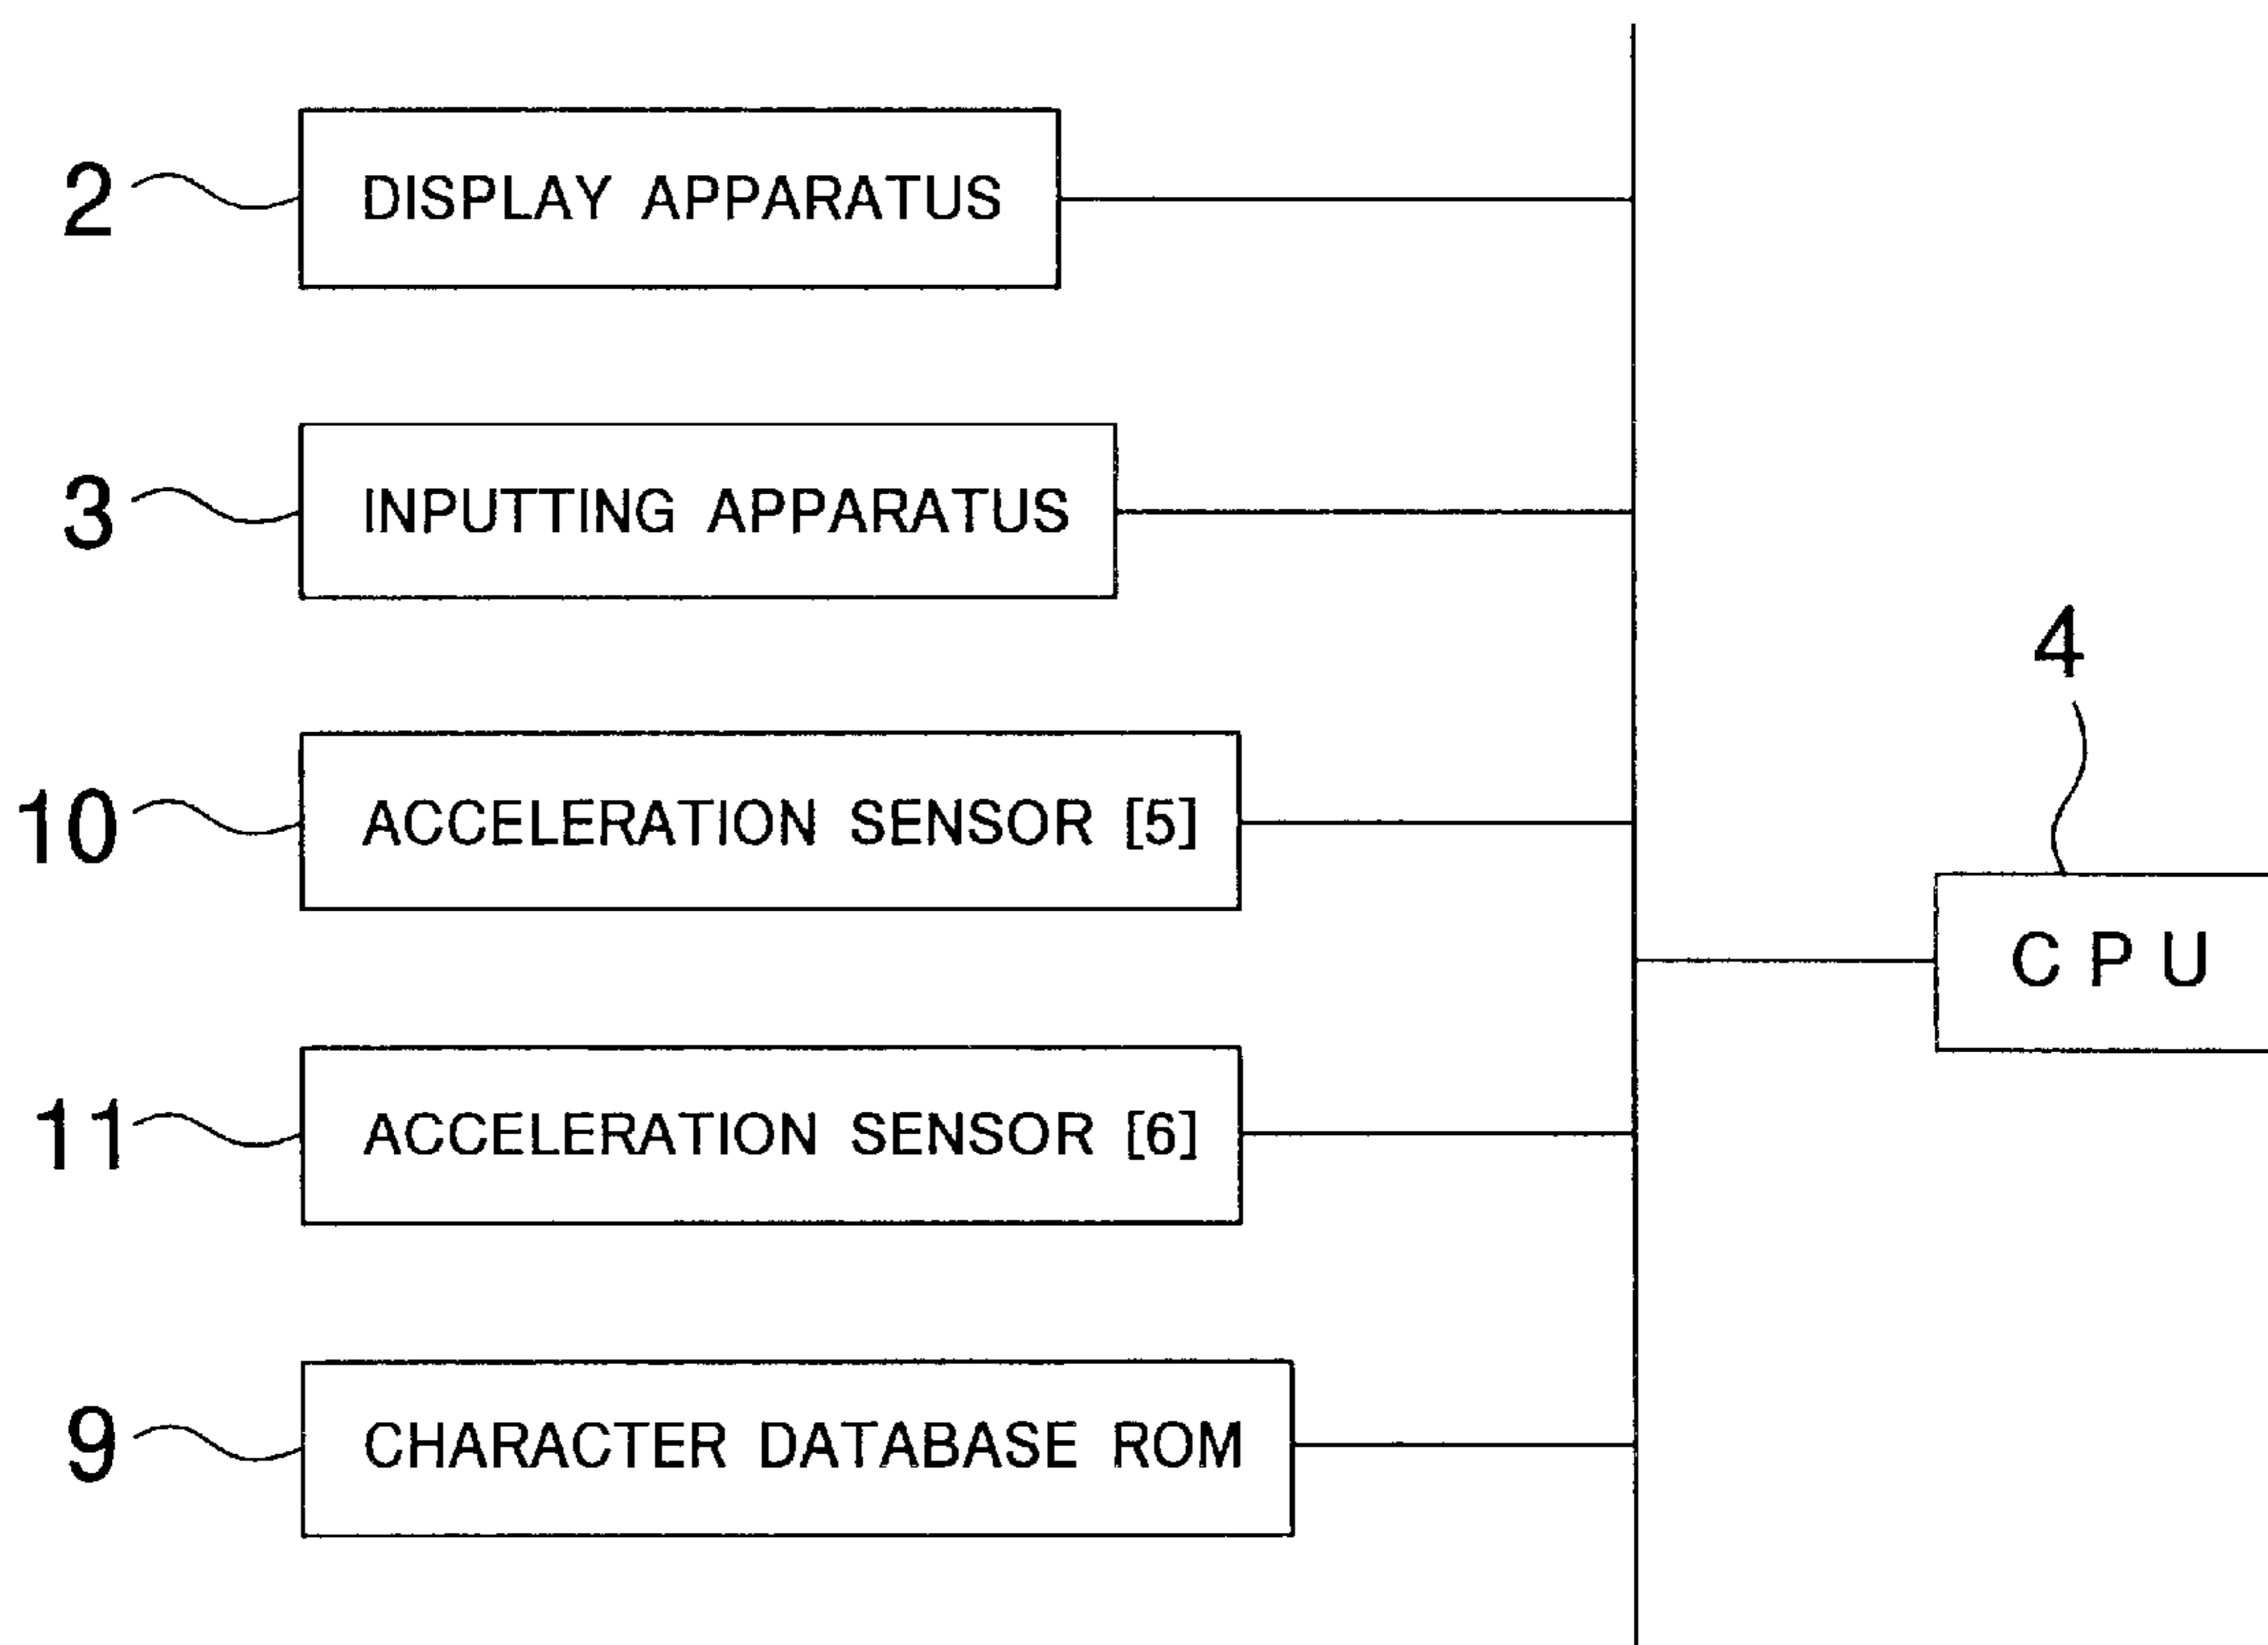 2 DISPLAY APPARATUS
3 INPUTTING APPARATUS
4
10 ACCELERATION SENSOR [5]
CPU
11 ACCELERATION SENSOR [6]
9 CHARACTER DATABASE ROM